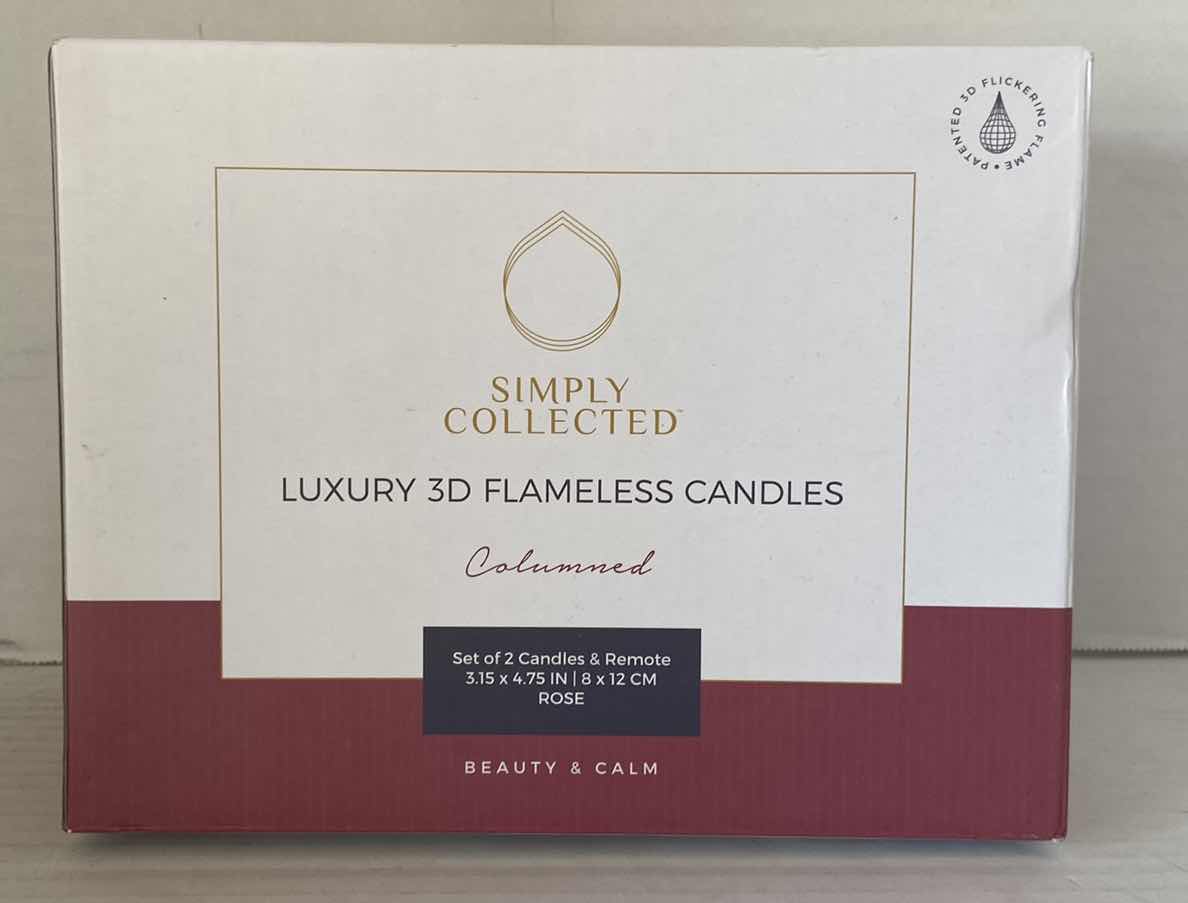 PATENTED 3D FLICKERING FLAME •
SIMPLY
COLLECTED™
LUXURY 3D FLAMELESS CANDLES
Columned
Set of 2 Candles & Remote
3.15 x 4.75 IN | 8 x 12 CM
ROSE
BEAUTY & CALM